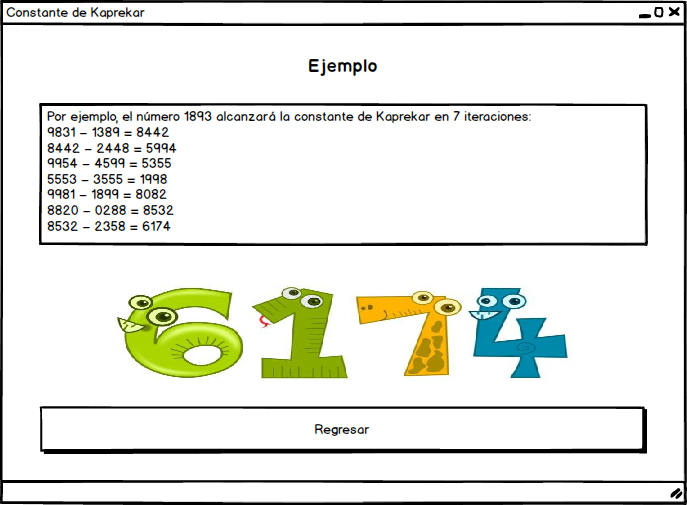 Constante de Kaprekar
Ejemplo
Por ejemplo, el número 1893 alcanzará la constante de Kaprekar en 7 iteraciones:
9831 – 1389 = 8442
8442 – 2448 = 5994
9954 – 4599 = 5355
5553 – 3555 = 1998
9981 – 1899 = 8082
8820 – 0288 = 8532
8532 – 2358 = 6174
6174
Regresar